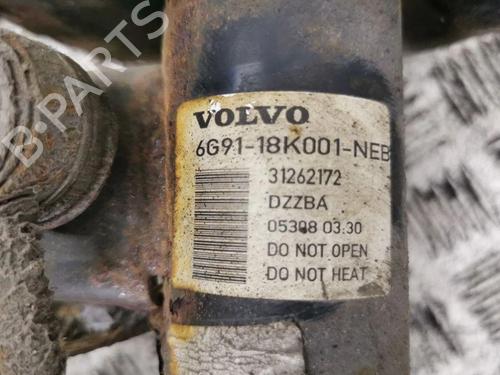 B-PARTS
VOLVO
6G91-18K001-NEB
31262172
DZZBA
05308 03:30
DO NOT OPEN
DO NOT HEAT